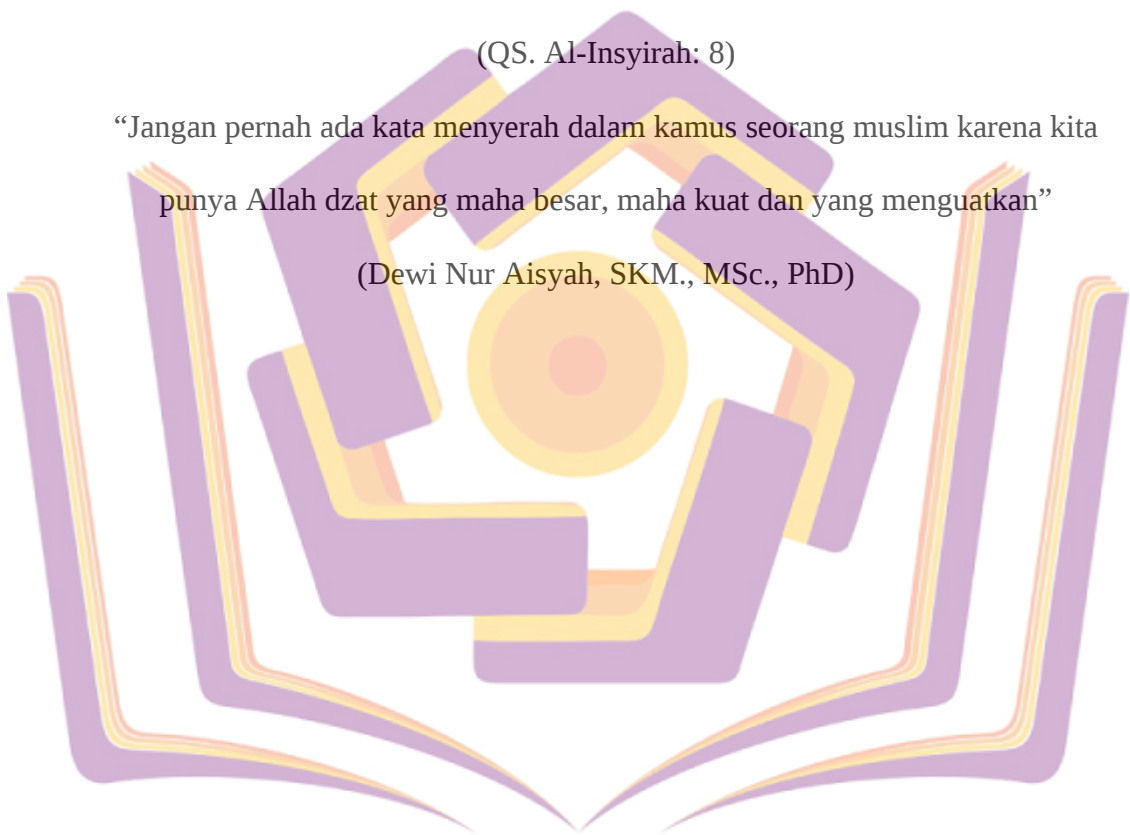 (QS. Al-Insyirah: 8)
“Jangan pernah ada kata menyerah dalam kamus seorang muslim karena kita
punya Allah dzat yang maha besar, maha kuat dan yang menguatkan”
(Dewi Nur Aisyah, SKM., MSc., PhD)